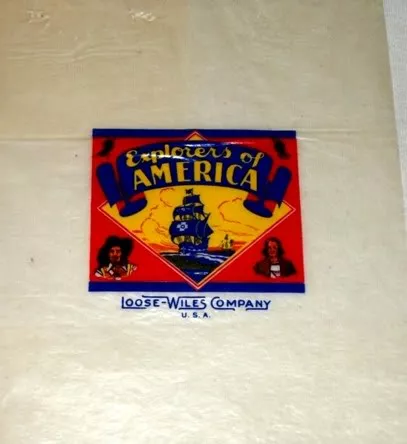 Explorers of
AMERICA
LOOSE-WILES COMPANY
U.S.A.